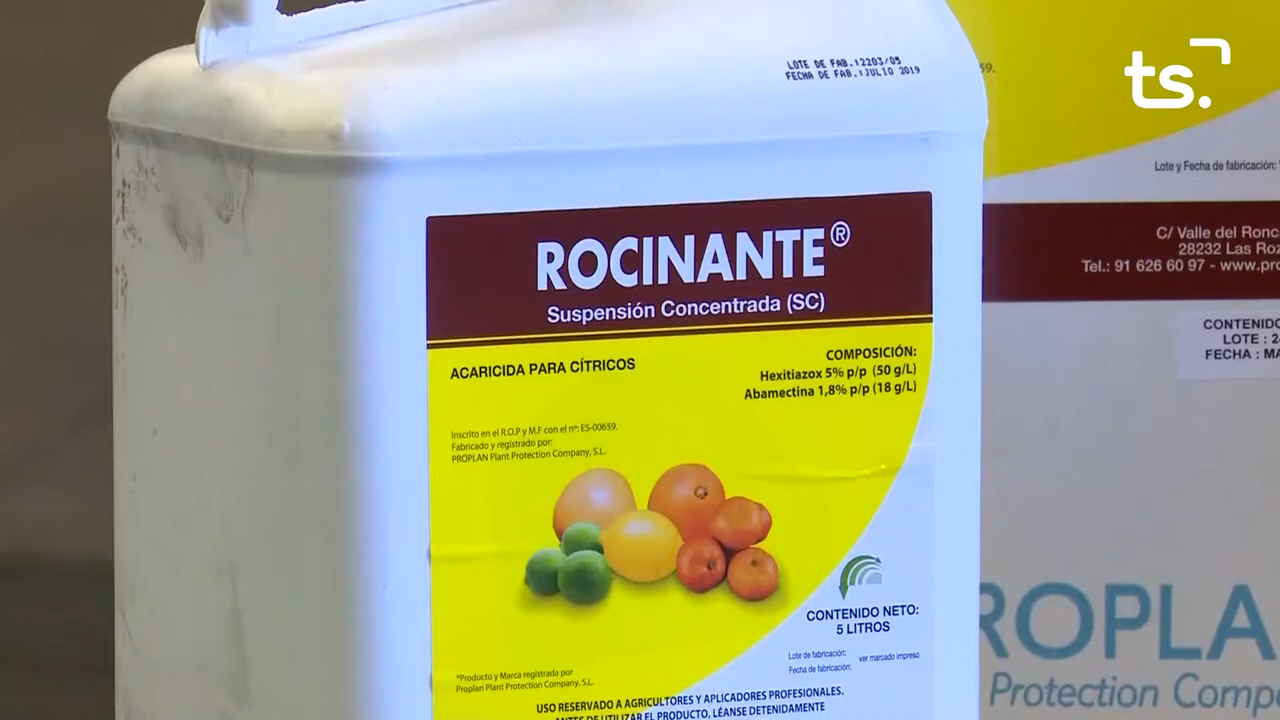 LOTE DE FAB.:2203/05
FECHA DE FAB.:JULIO 2019
ts.
Lote y Fecha de fabricación:
ROCINANTE®
Suspensión Concentrada (SC)
ACARICIDA PARA CÍTRICOS
COMPOSICIÓN:
Hexitiazox 5% p/p (50 g/L)
Abamectina 1,8% p/p (18 g/L)
Inscrito en el R.O.P y M.F con el nº: ES-00659.
Fabricado y registrado por:
PROPLAN Plant Protection Company, S.L.
CONTENIDO NETO:
5 LITROS
Lote de fabricación:
Fecha de fabricación:
ver marcado impreso
*Producto y Marca registrada por
Proplan Plant Protection Company, S.L.
USO RESERVADO A AGRICULTORES Y APLICADORES PROFESIONALES.
ANTES DE UTILIZAR EL PRODUCTO, LÉANSE DETENIDAMENTE
59.
C/ Valle del Ronc
28232 Las Roz
Tel.: 91 626 60 97 - www.pro
CONTENIDO
LOTE : 2
FECHA : MA
ROPLA
Protection Comp